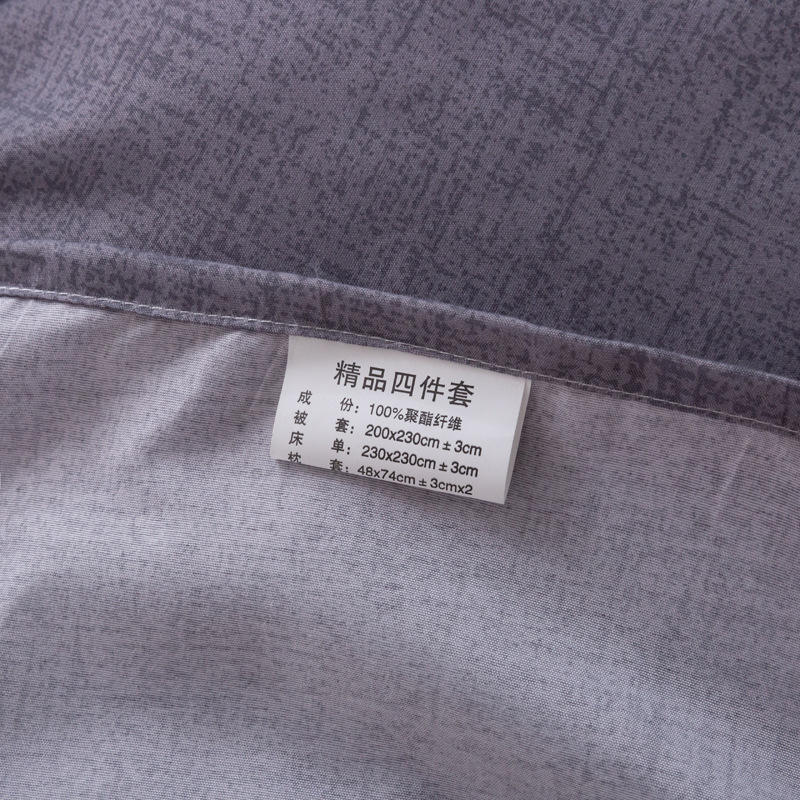 精品四件套
成 份：100%聚酯纤维
被 套：200x230cm±3cm
床 单：230x230cm±3cm
枕 套：48x74cm±3cmx2